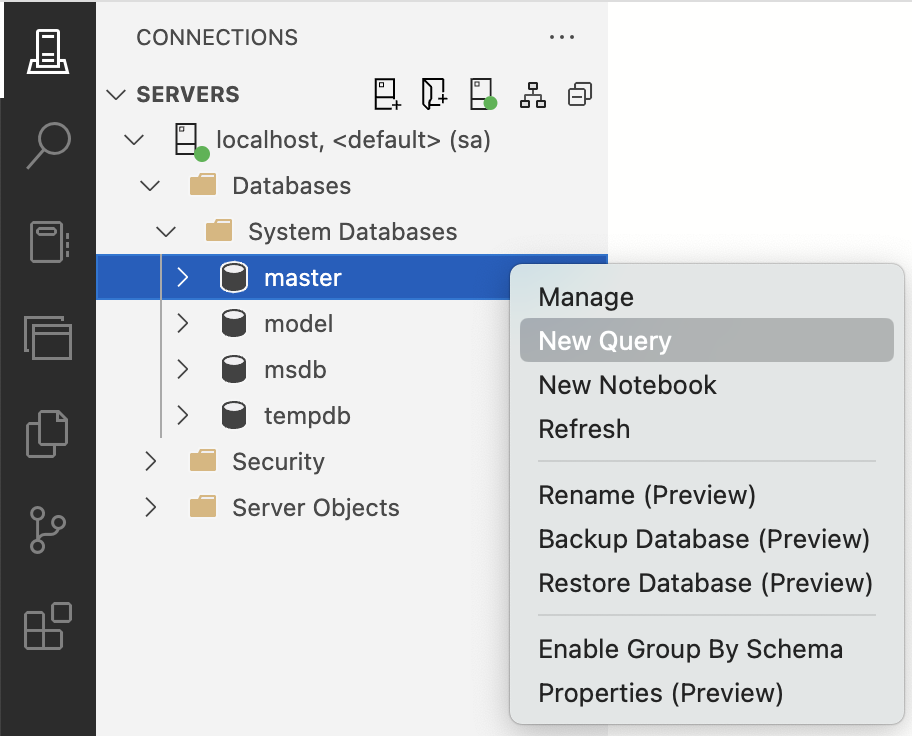 CONNECTIONS
SERVERS
localhost, <default> (sa)
Databases
System Databases
master
model
msdb
tempdb
Security
Server Objects
Manage
New Query
New Notebook
Refresh
Rename (Preview)
Backup Database (Preview)
Restore Database (Preview)
Enable Group By Schema
Properties (Preview)